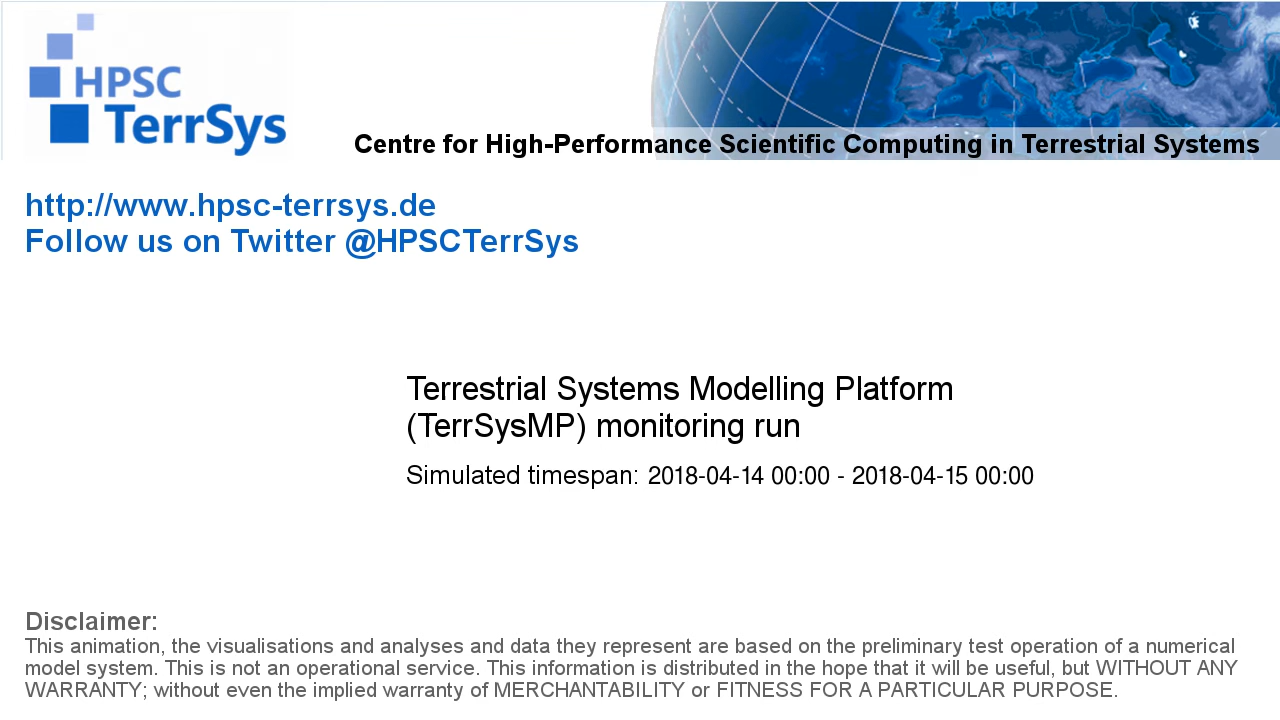 HPSC
TerrSys
Centre for High-Performance Scientific Computing in Terrestrial Systems
http://www.hpsc-terrsys.de
Follow us on Twitter @HPSCTerrSys
Terrestrial Systems Modelling Platform
(TerrSysMP) monitoring run
Simulated timespan: 2018-04-14 00:00 - 2018-04-15 00:00
Disclaimer:
This animation, the visualisations and analyses and data they represent are based on the preliminary test operation of a numerical
model system. This is not an operational service. This information is distributed in the hope that it will be useful, but WITHOUT ANY
WARRANTY; without even the implied warranty of MERCHANTABILITY or FITNESS FOR A PARTICULAR PURPOSE.